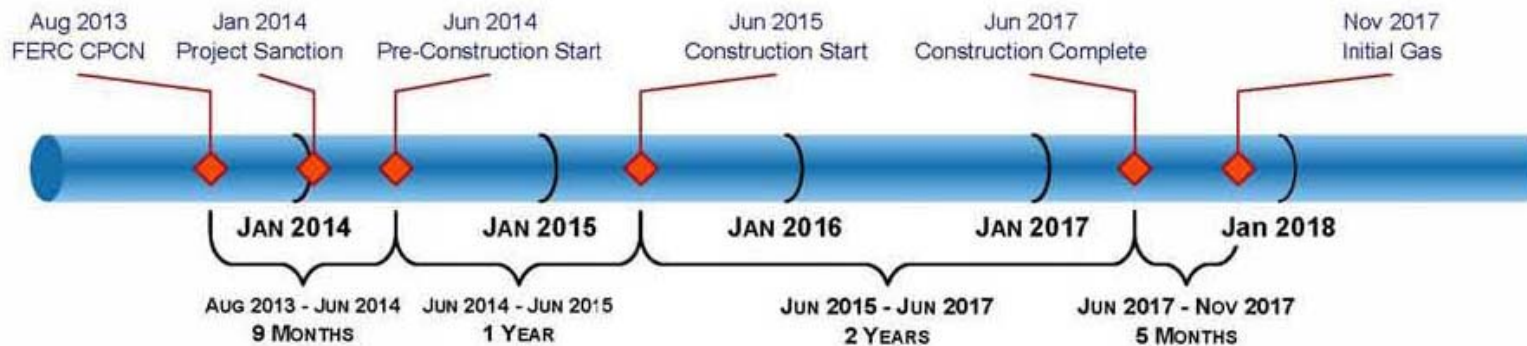 Aug 2013
FERC CPCN
Jan 2014
Project Sanction
Jun 2014
Pre-Construction Start
Jun 2015
Construction Start
Jun 2017
Construction Complete
Nov 2017
Initial Gas
JAN 2014
JAN 2015
JAN 2016
JAN 2017
Jan 2018
AUG 2013 - JUN 2014
9 MONTHS
JUN 2014 - JUN 2015
1 YEAR
JUN 2015 - JUN 2017
2 YEARS
JUN 2017 - NOV 2017
5 MONTHS